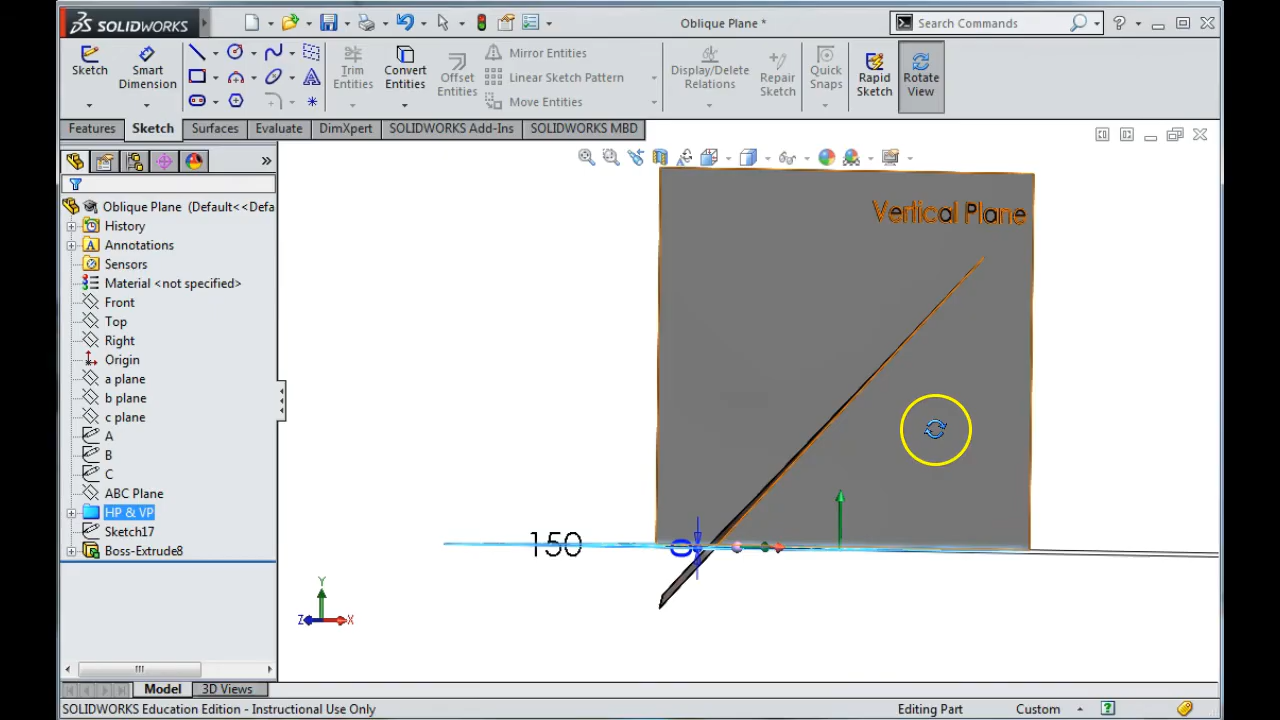 SOLIDWORKS
Oblique Plane *
Search Commands
Sketch
Smart Dimension
Trim Entities
Convert Entities
Offset Entities
Mirror Entities
Linear Sketch Pattern
Move Entities
Display/Delete Relations
Repair Sketch
Quick Snaps
Rapid Sketch
Rotate View
Features
Sketch
Surfaces
Evaluate
DimXpert
SOLIDWORKS Add-Ins
SOLIDWORKS MBD
Oblique Plane (Default<<Defa
History
Annotations
Sensors
Material <not specified>
Front
Top
Right
Origin
a plane
b plane
c plane
A
B
C
ABC Plane
HP & VP
Sketch17
Boss-Extrude8
Vertical Plane
150
0
Y
Z
X
Model
3D Views
SOLIDWORKS Education Edition - Instructional Use Only
Editing Part
Custom